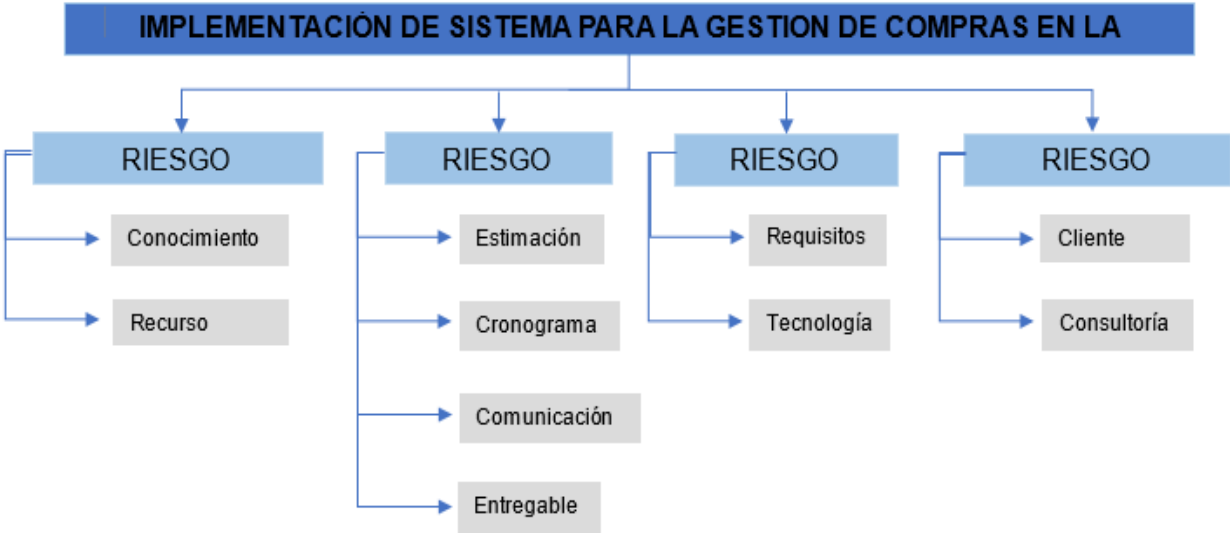 IMPLEMENTACIÓN DE SISTEMA PARA LA GESTION DE COMPRAS EN LA
RIESGO
Conocimiento
Recurso
RIESGO
Estimación
Cronograma
Comunicación
Entregable
RIESGO
Requisitos
Tecnología
RIESGO
Cliente
Consultoría